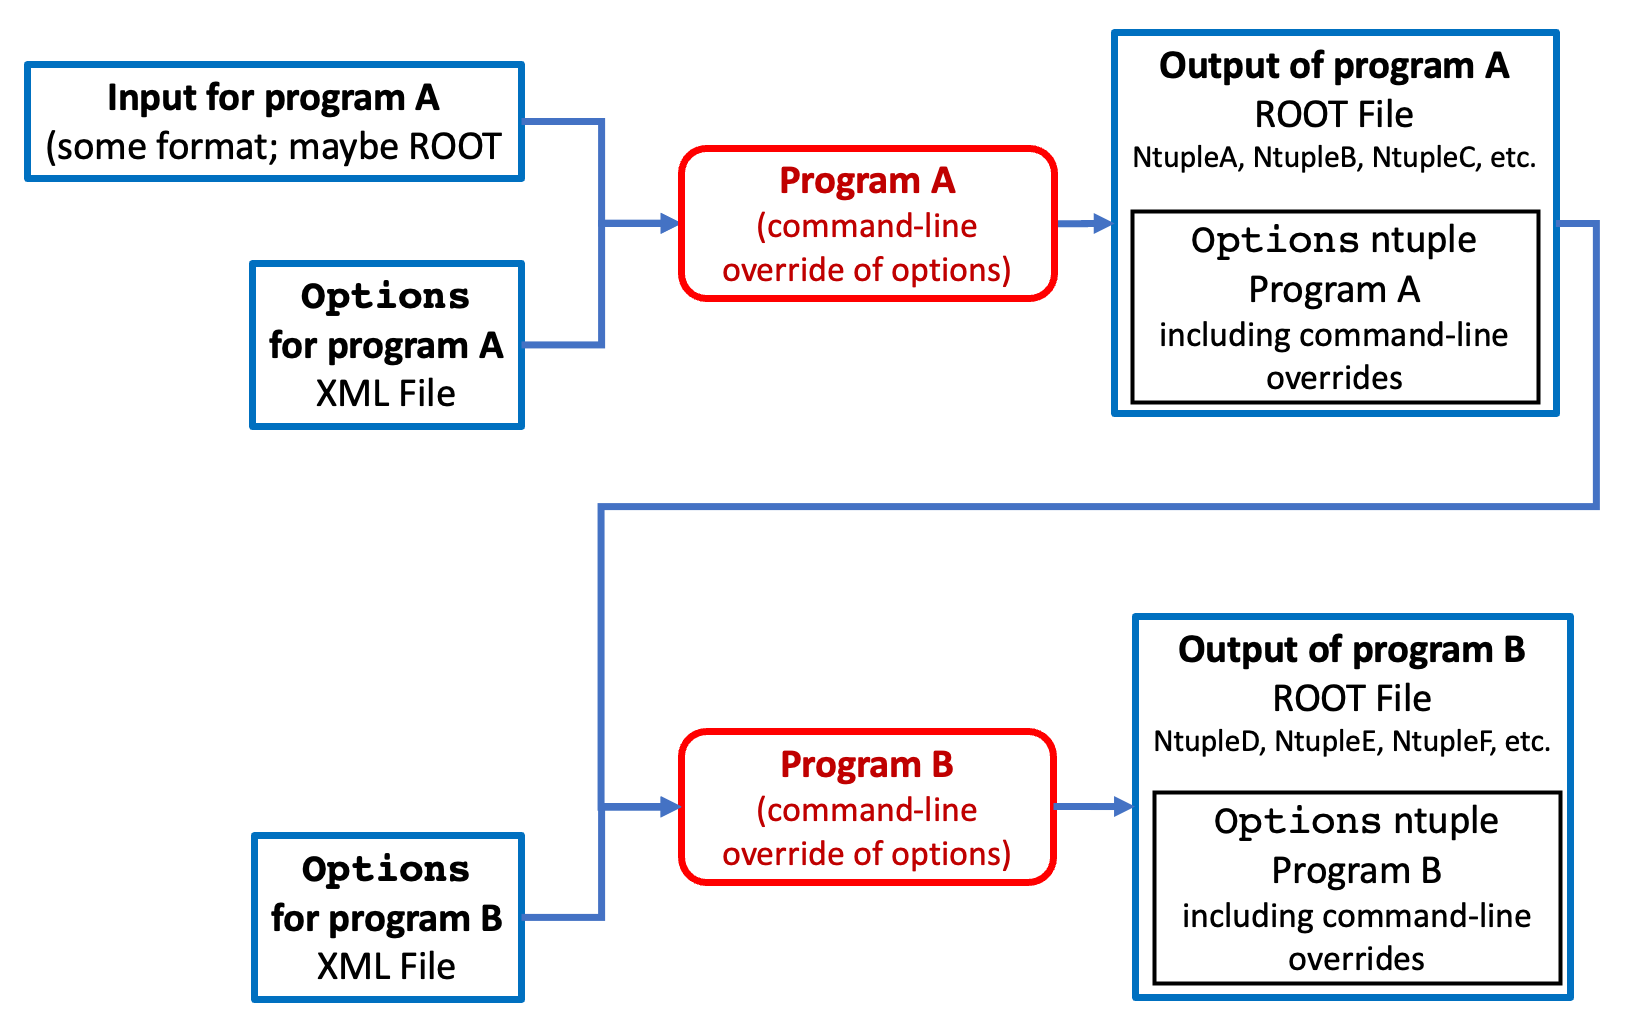 Input for program A
(some format; maybe ROOT
Options
for program A
XML File
Program A
(command-line
override of options)
Output of program A
ROOT File
NtupleA, NtupleB, NtupleC, etc.
Options ntuple
Program A
including command-line
overrides
Options
for program B
XML File
Program B
(command-line
override of options)
Output of program B
ROOT File
NtupleD, NtupleE, NtupleF, etc.
Options ntuple
Program B
including command-line
overrides